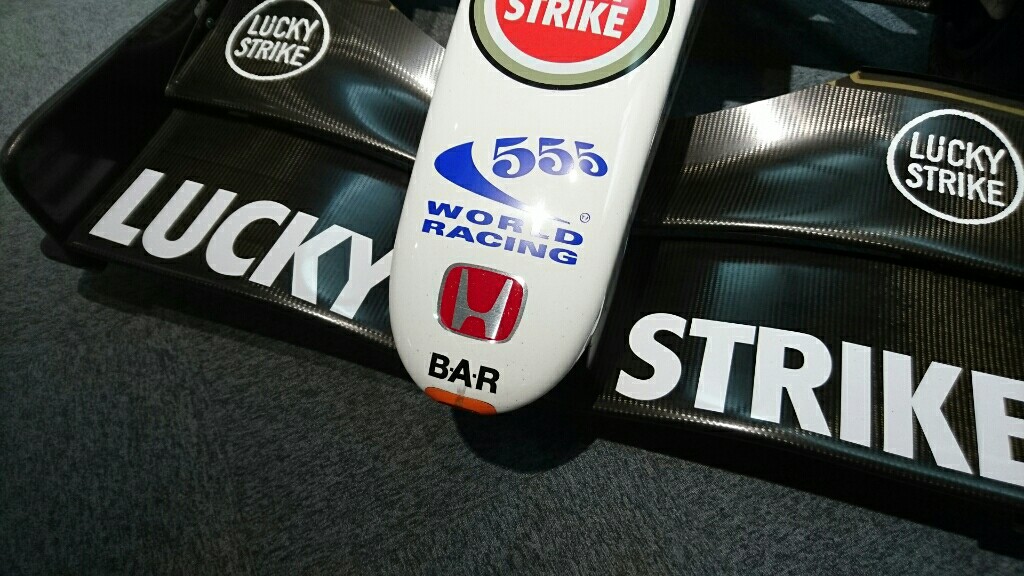 LUCKY
STRIKE
STRIKE
LUCKY
STRIKE
555
WORLD
RACING
LUCKY
STRIKE
B·A·R